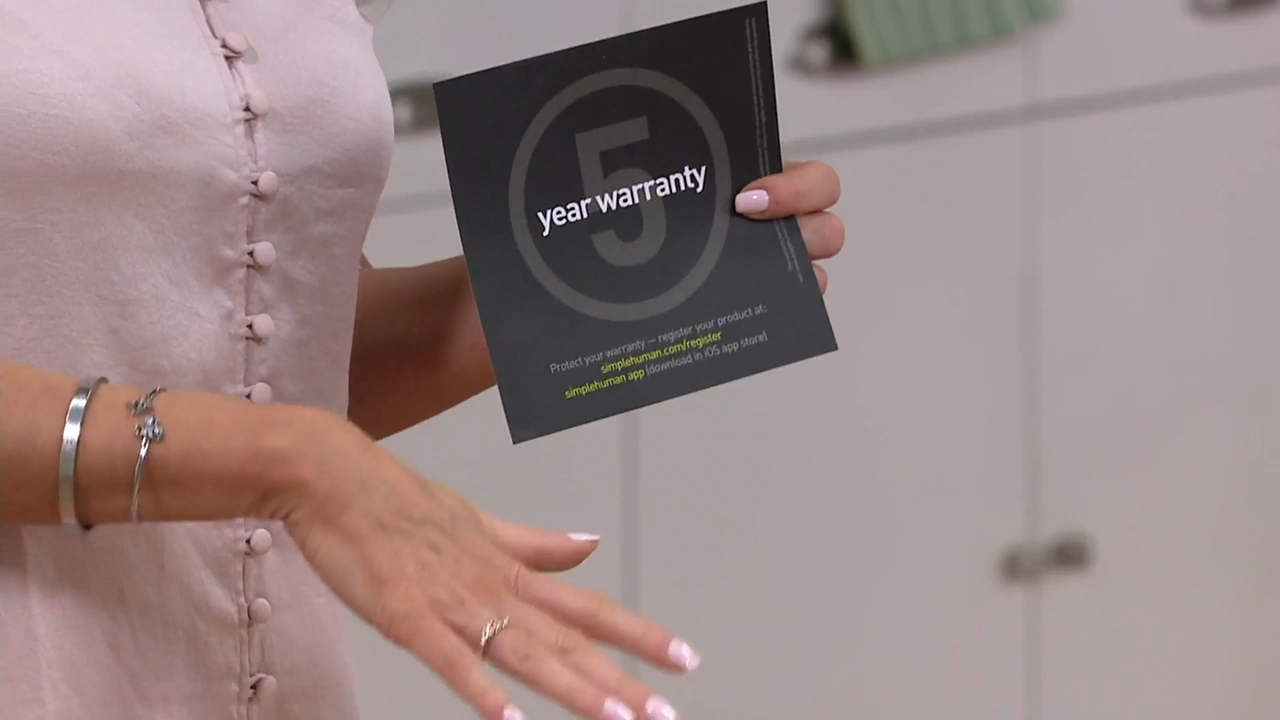 5
year warranty
Protect your warranty — register your product at:
simplehuman.com/register
simplehuman app (download in iOS app store)